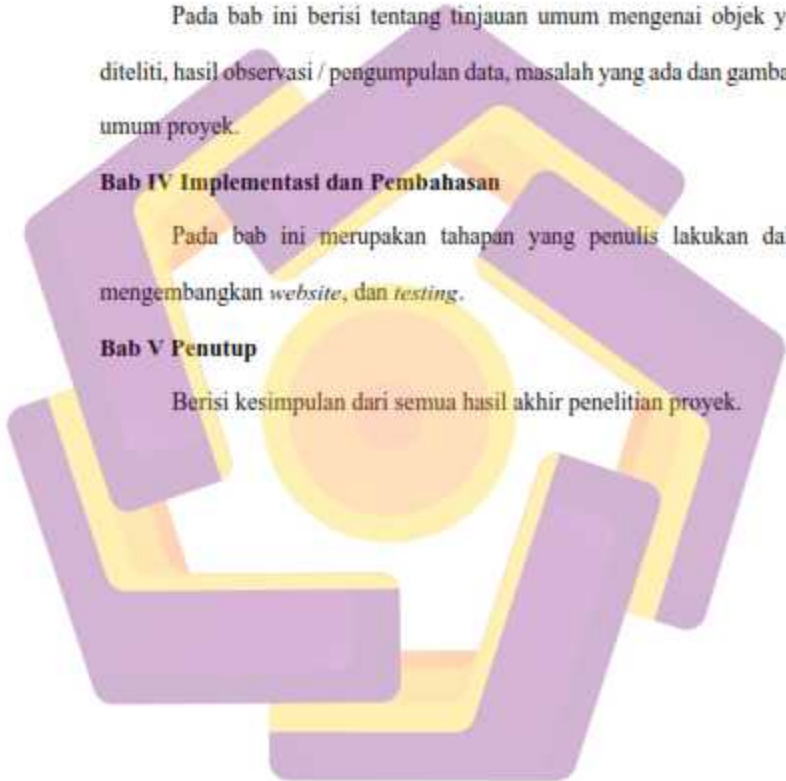 Pada bab ini berisi tentang tinjauan umum mengenai objek y
diteliti, hasil observasi / pengumpulan data, masalah yang ada dan gamba
umum proyek.
Bab IV Implementasi dan Pembahasan
Pada bab ini merupakan tahapan yang penulis lakukan dal
mengembangkan website, dan testing.
Bab V Penutup
Berisi kesimpulan dari semua hasil akhir penelitian proyek.